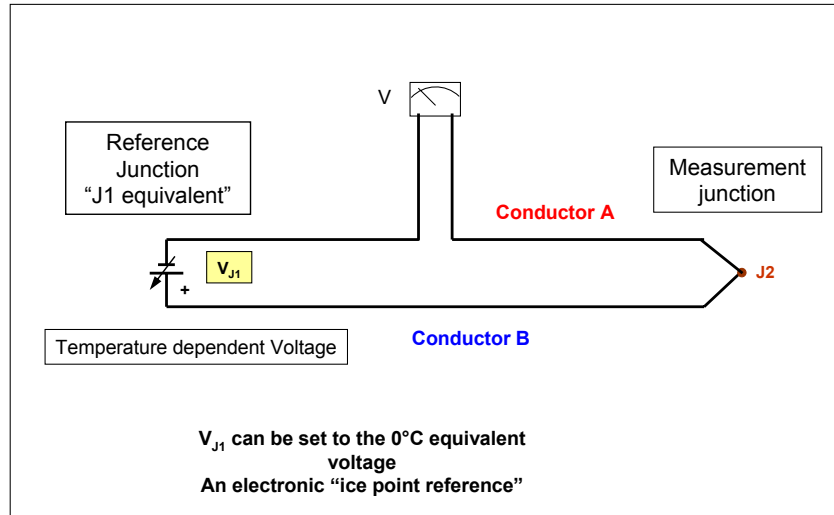 V
Reference
Junction
“J1 equivalent”
Measurement
junction
Conductor A
VJ1
+
J2
Temperature dependent Voltage
Conductor B
VJ1 can be set to the 0°C equivalent
voltage
An electronic “ice point reference”